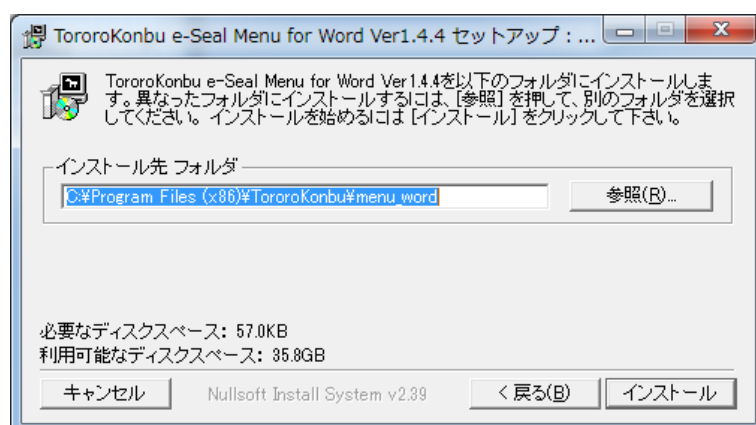 TororoKonbu e-Seal Menu for Word Ver1.4.4 セットアップ：...
TororoKonbu e-Seal Menu for Word Ver1.4.4を以下のフォルダにインストールしま
す。異なったフォルダにインストールするには、[参照] を押して、別のフォルダを選択
してください。インストールを始めるには [インストール] をクリックして下さい。
インストール先 フォルダ
C:¥Program Files (x86)¥TororoKonbu¥menu_word
参照(R)...
必要なディスクスペース: 57.0KB
利用可能なディスクスペース: 35.8GB
キャンセル
Nullsoft Install System v2.39
< 戻る(B)
インストール